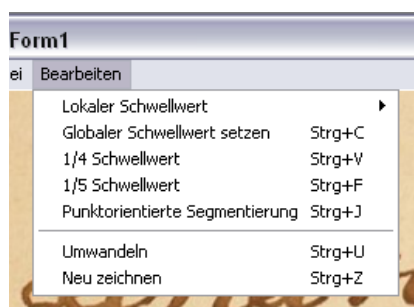 Form1
ei Bearbeiten
Lokaler Schwellwert
Globaler Schwellwert setzen Strg+C
1/4 Schwellwert Strg+V
1/5 Schwellwert Strg+F
Punktorientierte Segmentierung Strg+J
Umwandeln Strg+U
Neu zeichnen Strg+Z